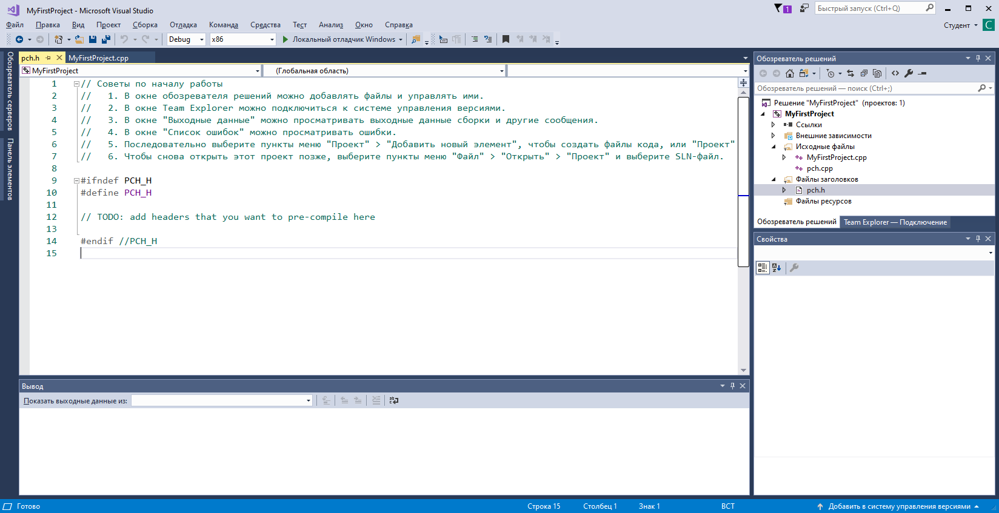 MyFirstProject - Microsoft Visual Studio
1
Быстрый запуск (Ctrl+Q)
Файл Правка Вид Проект Сборка Отладка Команда Средства Тест Анализ Окно Справка
Студент С
Debug x86 Локальный отладчик Windows
Обозреватель серверов
Панель элементов
pch.h MyFirstProject.cpp
MyFirstProject (Глобальная область)
1 // Советы по началу работы
2 // 1. В окне обозревателя решений можно добавлять файлы и управлять ими.
3 // 2. В окне Team Explorer можно подключиться к системе управления версиями.
4 // 3. В окне "Выходные данные" можно просматривать выходные данные сборки и другие сообщения.
5 // 4. В окне "Список ошибок" можно просматривать ошибки.
6 // 5. Последовательно выберите пункты меню "Проект" > "Добавить новый элемент", чтобы создать файлы кода, или "Проект"
7 // 6. Чтобы снова открыть этот проект позже, выберите пункты меню "Файл" > "Открыть" > "Проект" и выберите SLN-файл.
8
9 #ifndef PCH_H
10 #define PCH_H
11
12 // TODO: add headers that you want to pre-compile here
13
14 #endif //PCH_H
15
Вывод
Показать выходные данные из:
Обозреватель решений
Обозреватель решений — поиск (Ctrl+;)
Решение "MyFirstProject" (проектов: 1)
MyFirstProject
Ссылки
Внешние зависимости
Исходные файлы
MyFirstProject.cpp
pch.cpp
Файлы заголовков
pch.h
Файлы ресурсов
Обозреватель решений Team Explorer — Подключение
Свойства
Готово Строка 15 Столбец 1 Знак 1 ВСТ Добавить в систему управления версиями